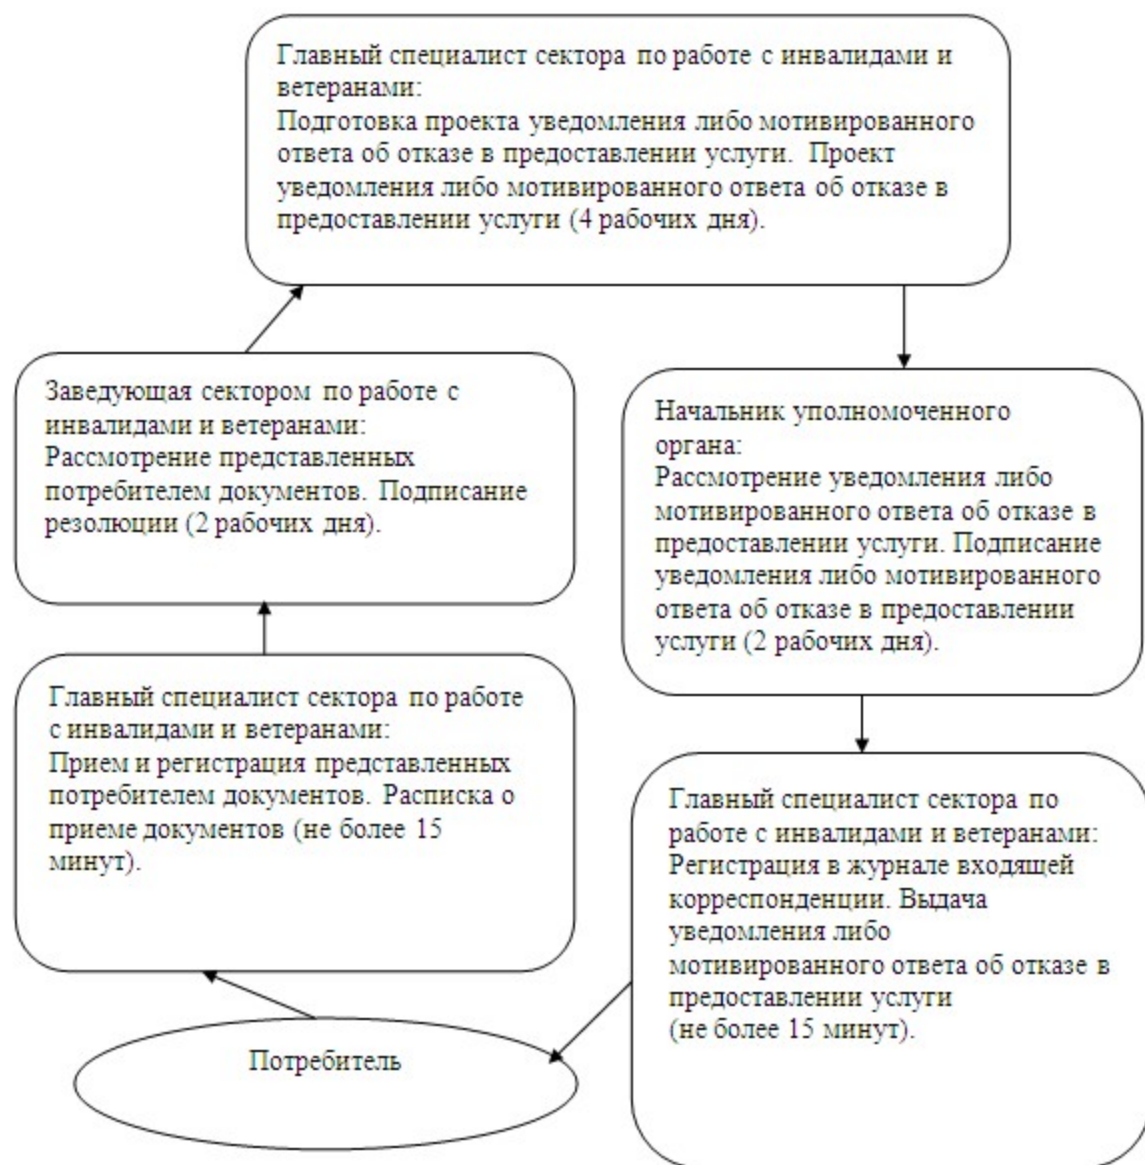 Главный специалист сектора по работе с инвалидами и
ветеранами:
Подготовка проекта уведомления либо мотивированного
ответа об отказе в предоставлении услуги. Проект
уведомления либо мотивированного ответа об отказе в
предоставлении услуги (4 рабочих дня).
Заведующая сектором по работе с
инвалидами и ветеранами:
Рассмотрение представленных
потребителем документов. Подписание
резолюции (2 рабочих дня).
Начальник уполномоченного
органа:
Рассмотрение уведомления либо
мотивированного ответа об отказе в
предоставлении услуги. Подписание
уведомления либо мотивированного
ответа об отказе в предоставлении
услуги (2 рабочих дня).
Главный специалист сектора по работе
с инвалидами и ветеранами:
Прием и регистрация представленных
потребителем документов. Расписка о
приеме документов (не более 15
минут).
Главный специалист сектора по
работе с инвалидами и ветеранами:
Регистрация в журнале входящей
корреспонденции. Выдача
уведомления либо
мотивированного ответа об отказе в
предоставлении услуги
(не более 15 минут).
Потребитель